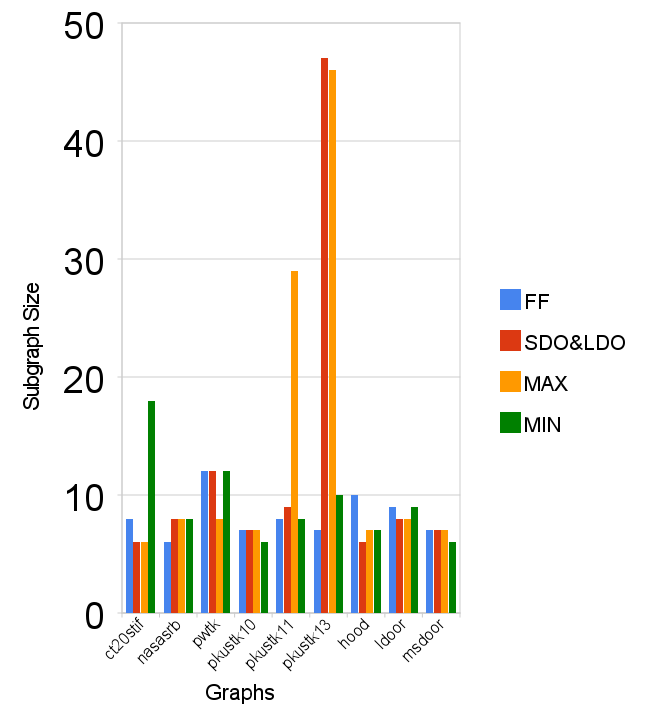 50
40
30
20
10
0
Subgraph Size
ct20stif
nasasrb
pwtk
pkustk10
pkustk11
pkustk13
hood
ldoor
msdoor
Graphs
FF
SDO&LDO
MAX
MIN